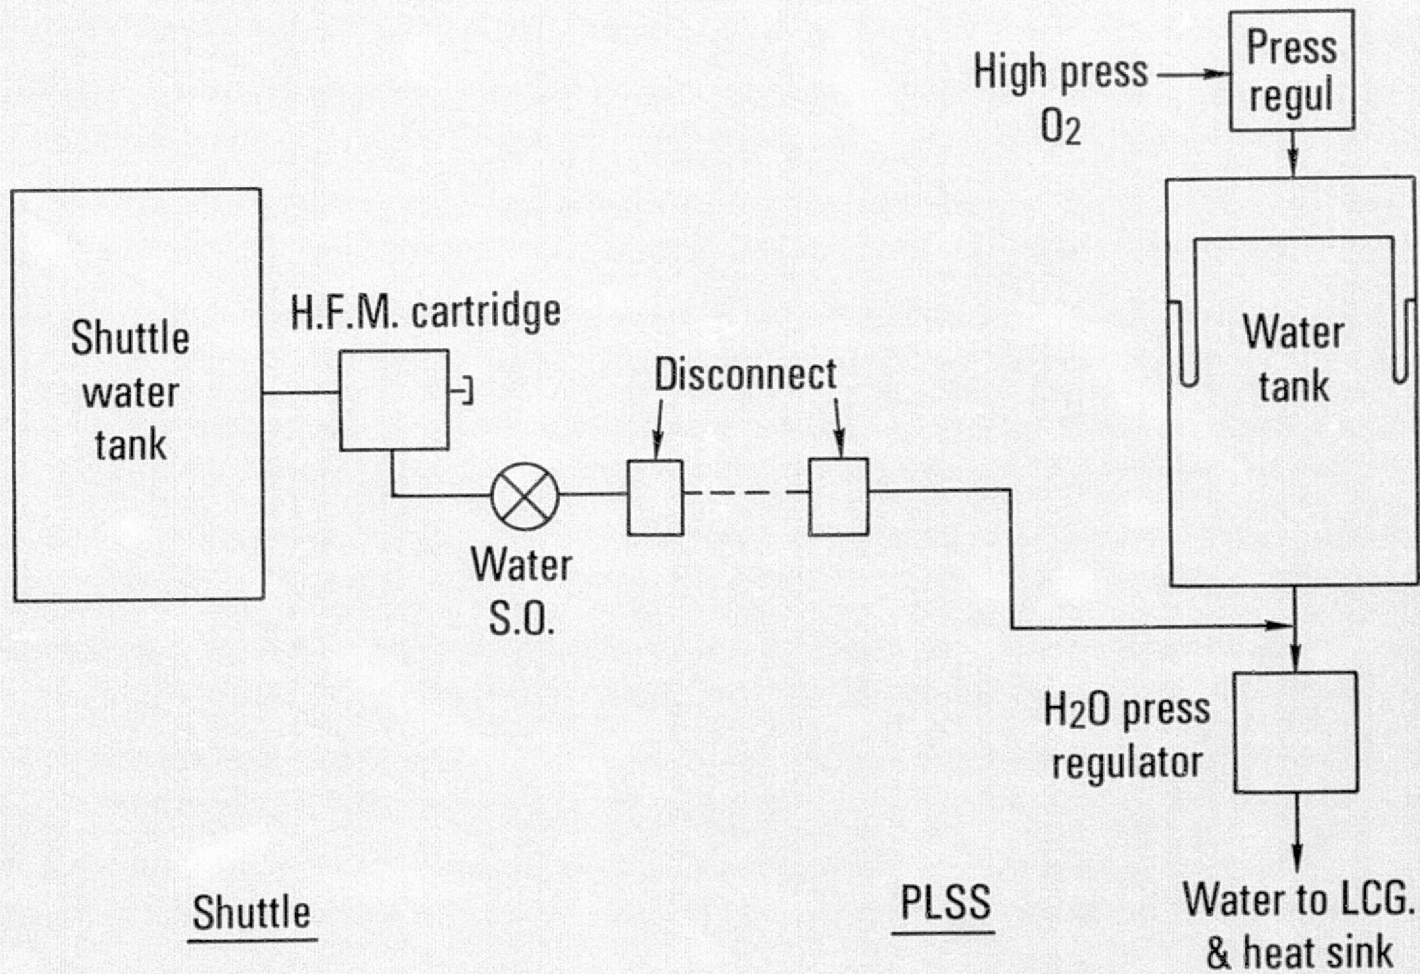 High press
O2
Press
regul
Shuttle
water
tank
H.F.M. cartridge
Disconnect
Water
S.O.
Water
tank
H2O press
regulator
Water to LCG.
& heat sink
Shuttle
PLSS